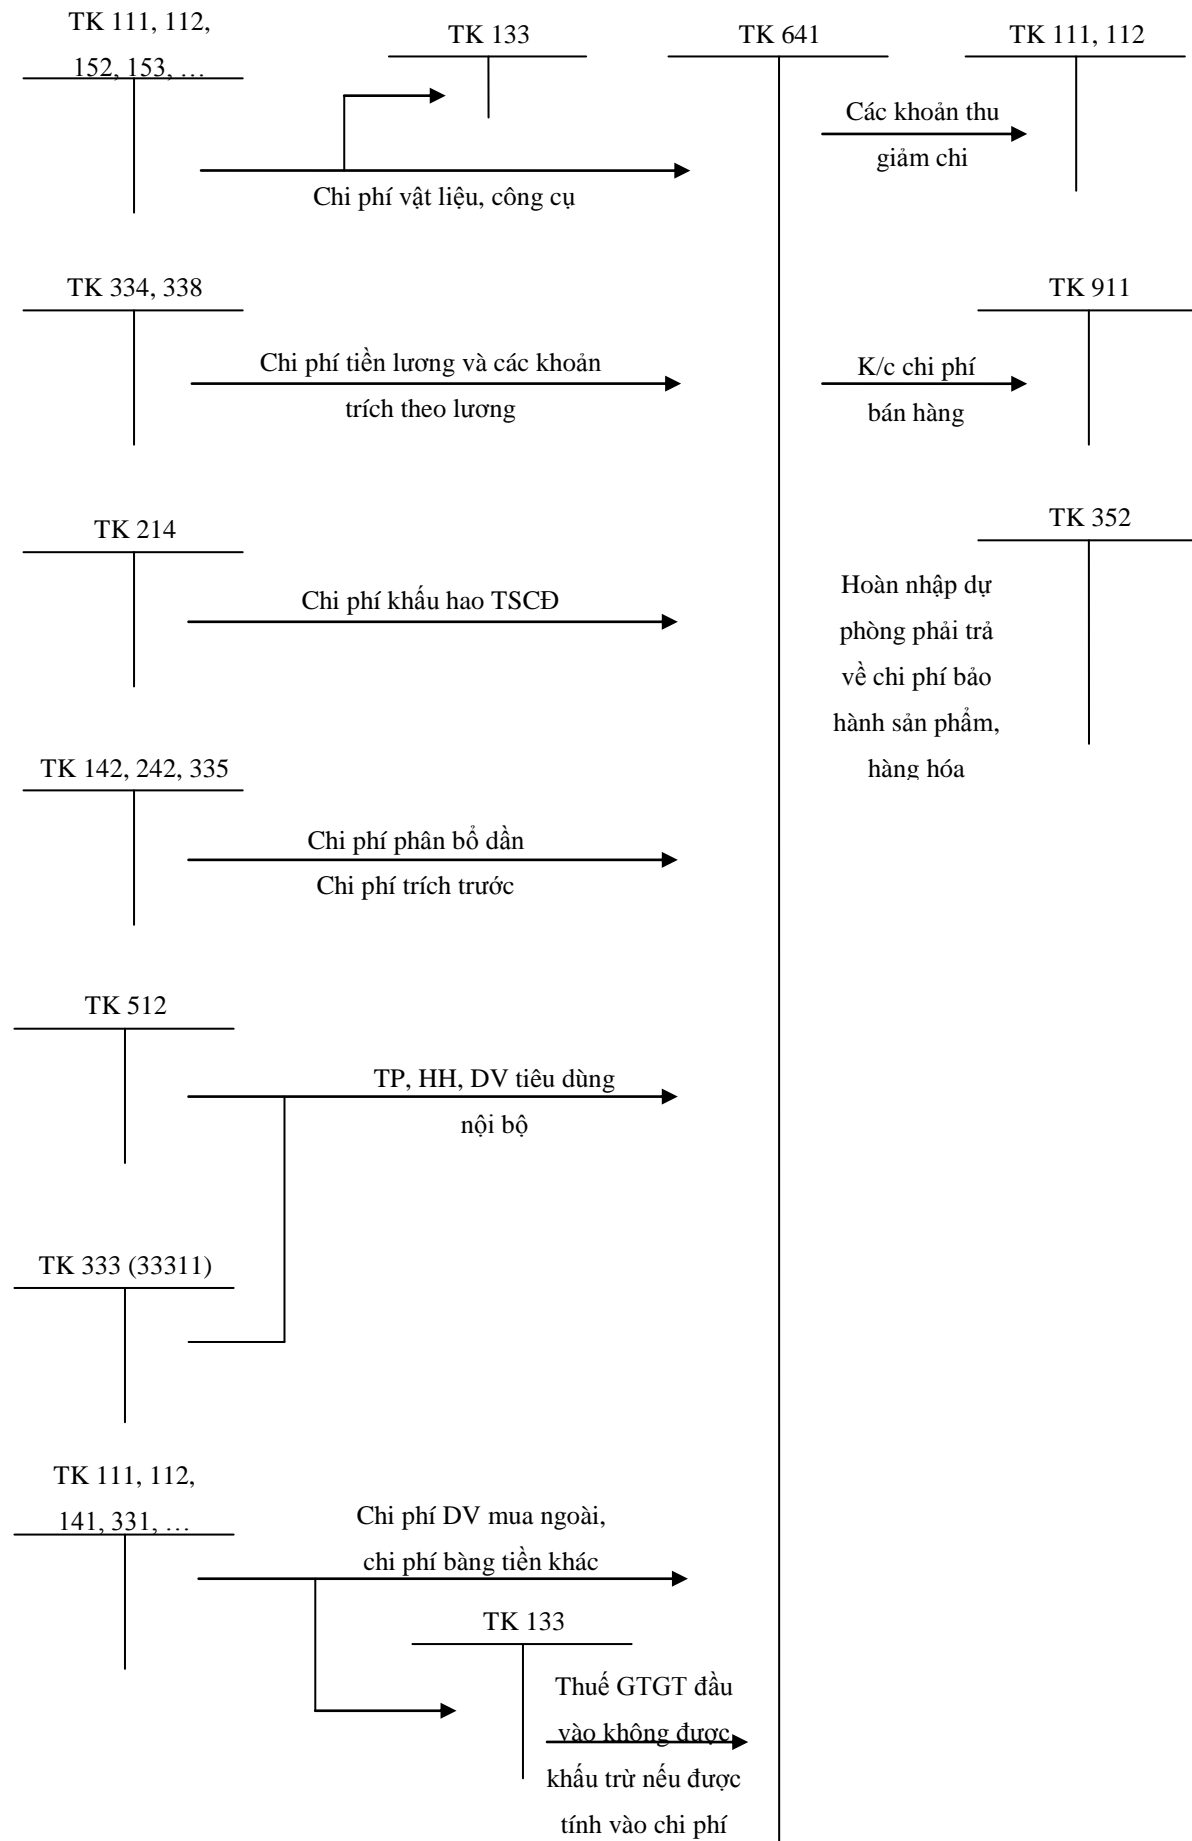 TK 111, 112,
152, 153, …
TK 133
TK 641
TK 111, 112
Các khoản thu
giảm chi
Chi phí vật liệu, công cụ
TK 334, 338
TK 911
Chi phí tiền lương và các khoản
trích theo lương
K/c chi phí
bán hàng
TK 214
TK 352
Chi phí khấu hao TSCĐ
Hoàn nhập dự
phòng phải trả
về chi phí bảo
hành sản phẩm,
hàng hóa
TK 142, 242, 335
Chi phí phân bổ dần
Chi phí trích trước
TK 512
TP, HH, DV tiêu dùng
nội bộ
TK 333 (33311)
TK 111, 112,
141, 331, …
Chi phí DV mua ngoài,
chi phí bàng tiền khác
TK 133
Thuế GTGT đầu
vào không được
khấu trừ nếu được
tính vào chi phí